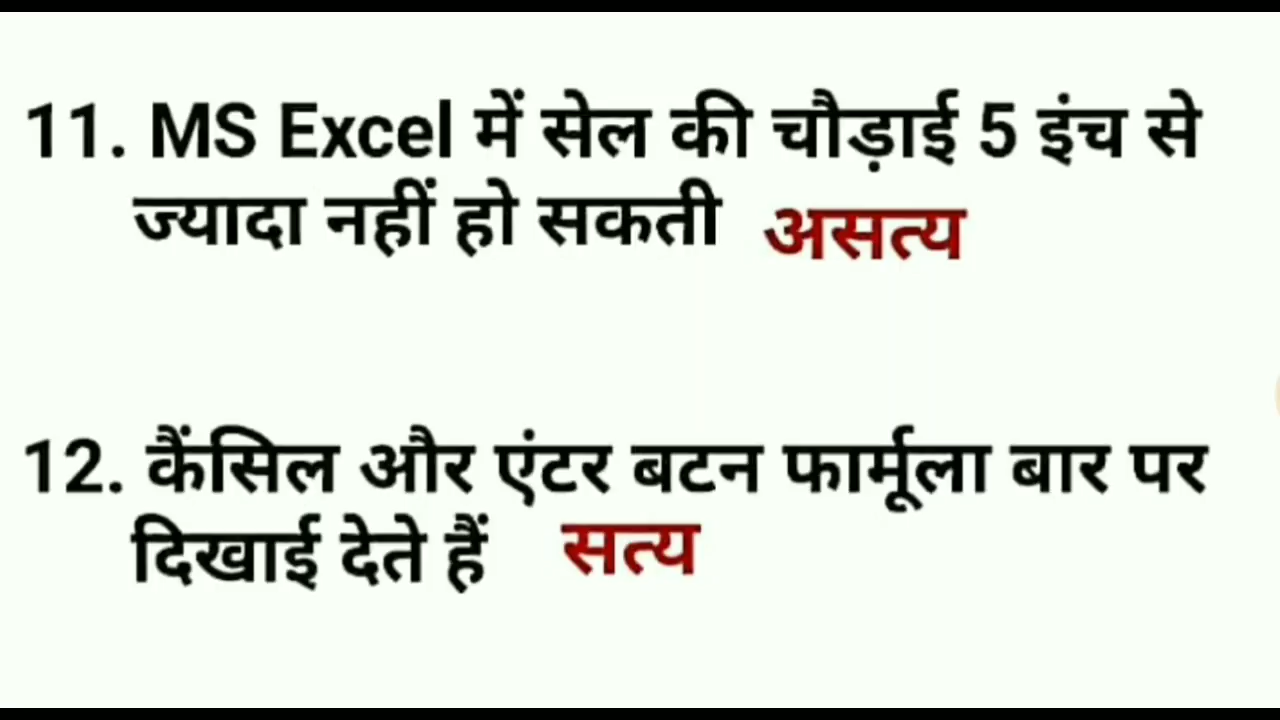 11. MS Excel में सेल की चौड़ाई 5 इंच से
ज्यादा नहीं हो सकती असत्य
12. कैंसिल और एंटर बटन फार्मूला बार पर
दिखाई देते हैं सत्य